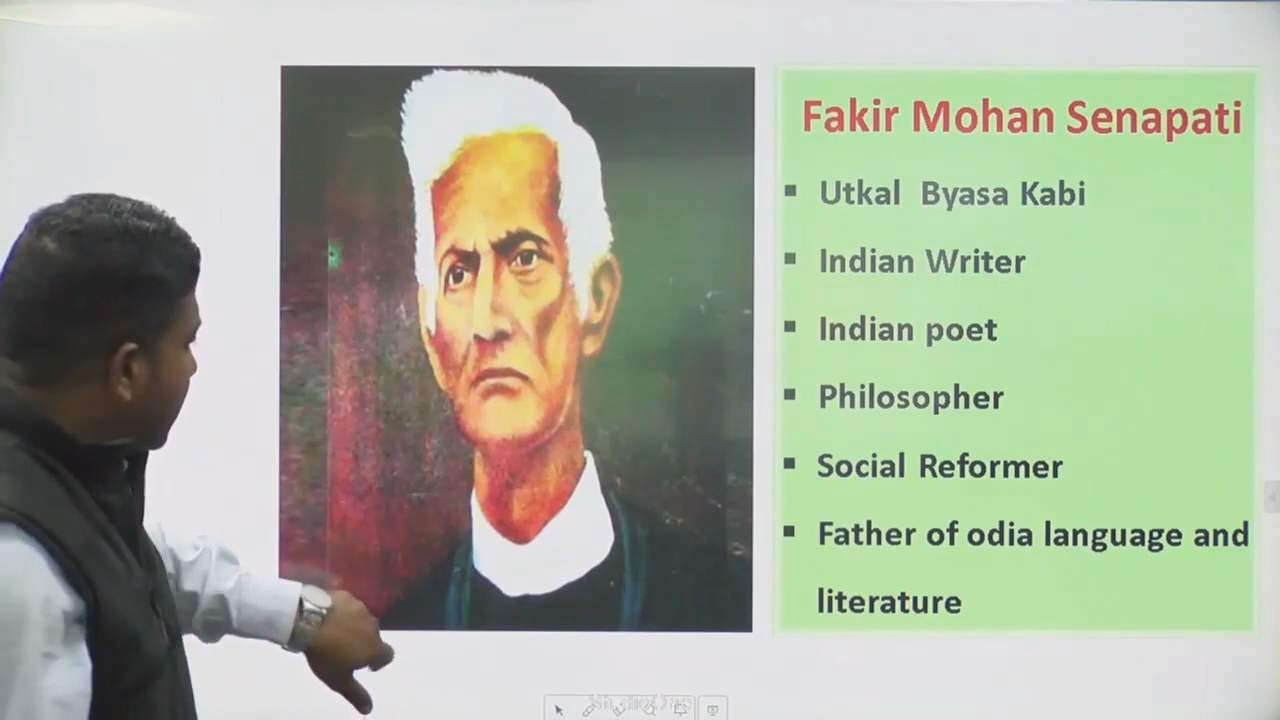 Fakir Mohan Senapati
▪ Utkal Byasa Kabi
▪ Indian Writer
▪ Indian poet
▪ Philosopher
▪ Social Reformer
▪ Father of odia language and
literature